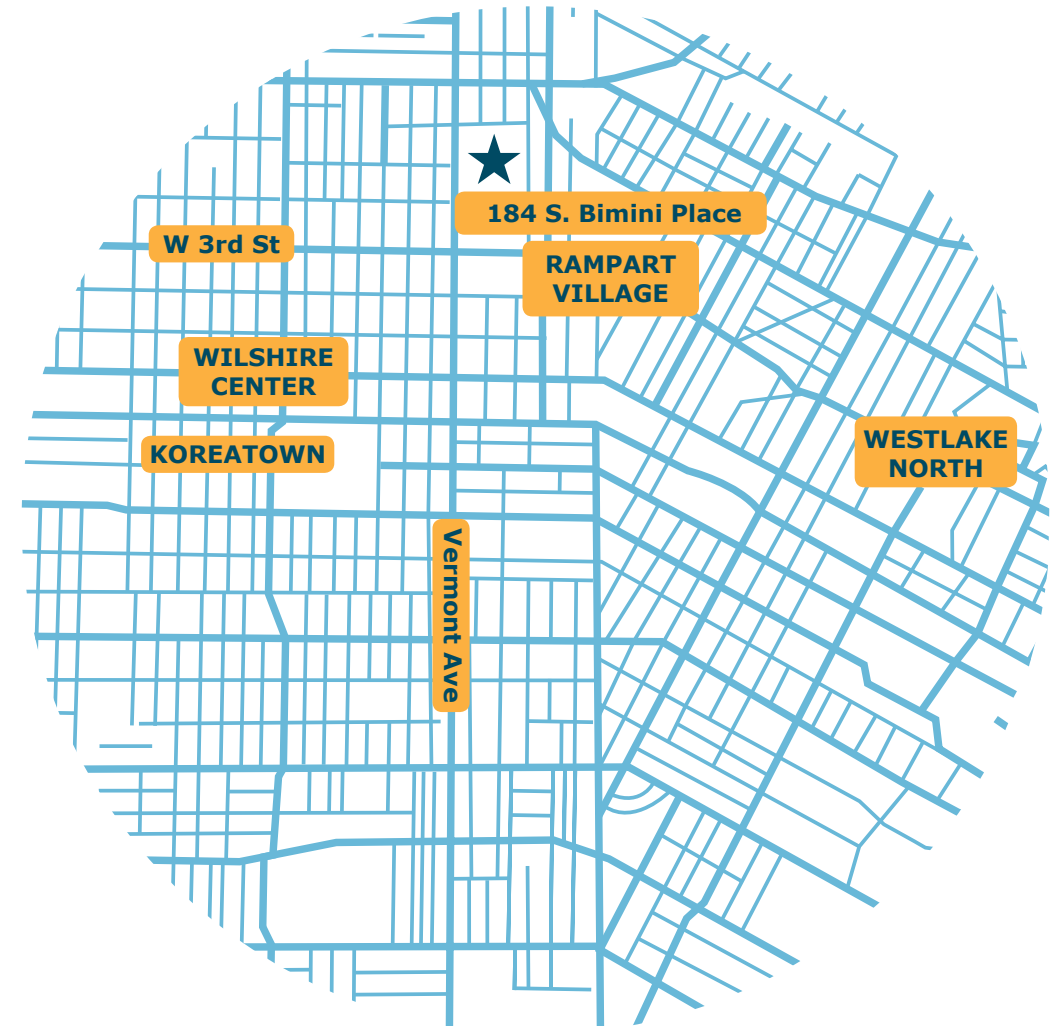 184 S. Bimini Place
W 3rd St
RAMPART
VILLAGE
WILSHIRE
CENTER
KOREATOWN
WESTLAKE
NORTH
Vermont Ave